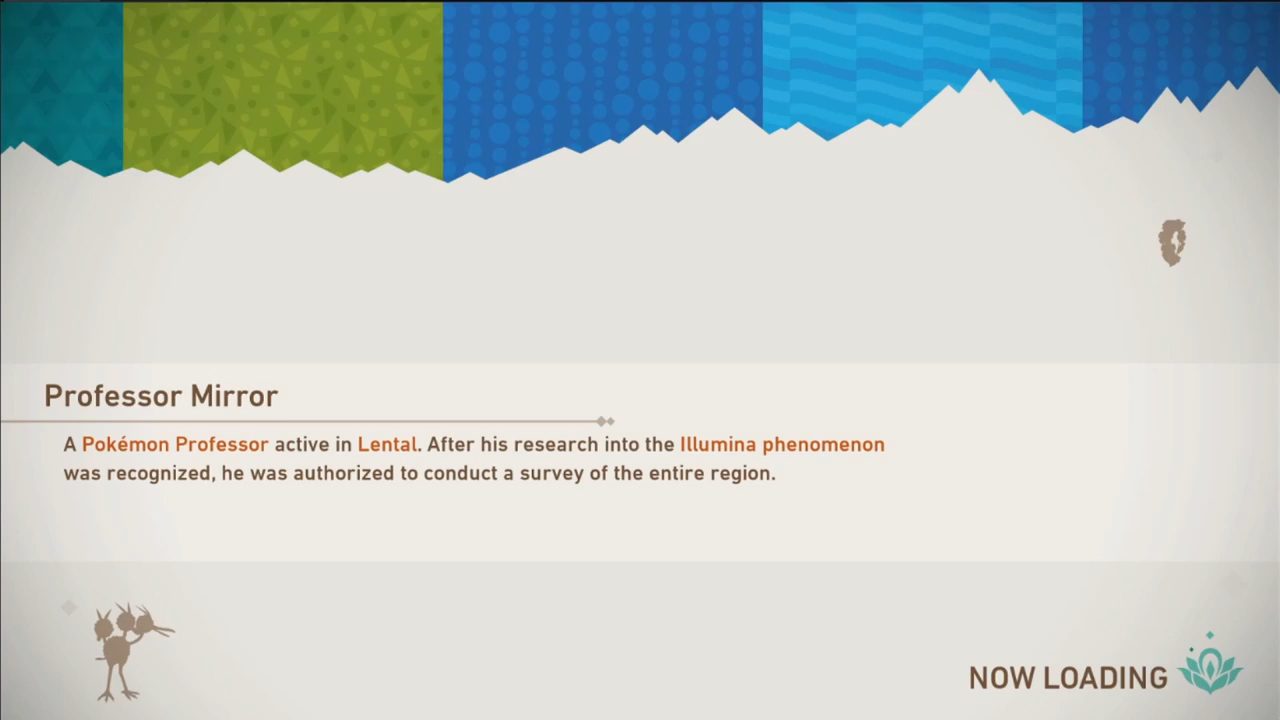 Professor Mirror
A Pokémon Professor active in Lental. After his research into the Illumina phenomenon
was recognized, he was authorized to conduct a survey of the entire region.
NOW LOADING